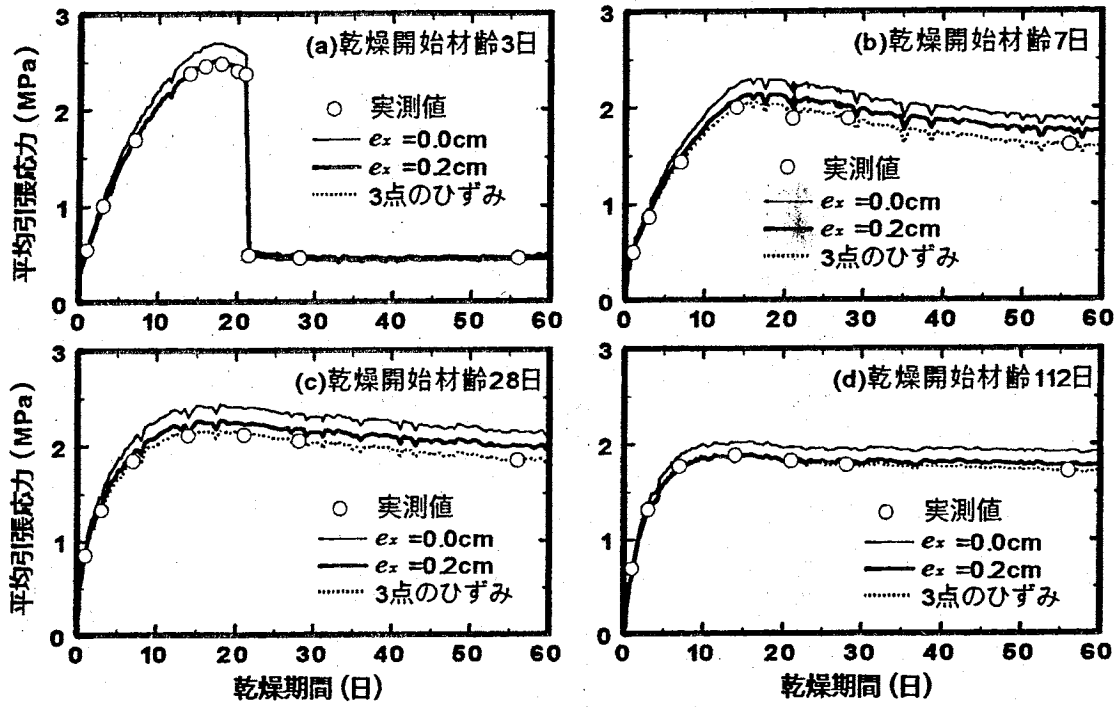 3
2
1
0
平均引張応力 (MPa)
(a)乾燥開始材齢3日
実測値
ex =0.0cm
ex =0.2cm
3点のひずみ
0 10 20 30 40 50 60
3
2
1
0
(b)乾燥開始材齢7日
実測値
ex =0.0cm
ex =0.2cm
3点のひずみ
0 10 20 30 40 50 60
3
2
1
0
平均引張応力 (MPa)
(c)乾燥開始材齢28日
実測値
ex =0.0cm
ex =0.2cm
3点のひずみ
0 10 20 30 40 50 60
乾燥期間 (日)
3
2
1
0
(d)乾燥開始材齢112日
実測値
ex =0.0cm
ex =0.2cm
3点のひずみ
0 10 20 30 40 50 60
乾燥期間 (日)